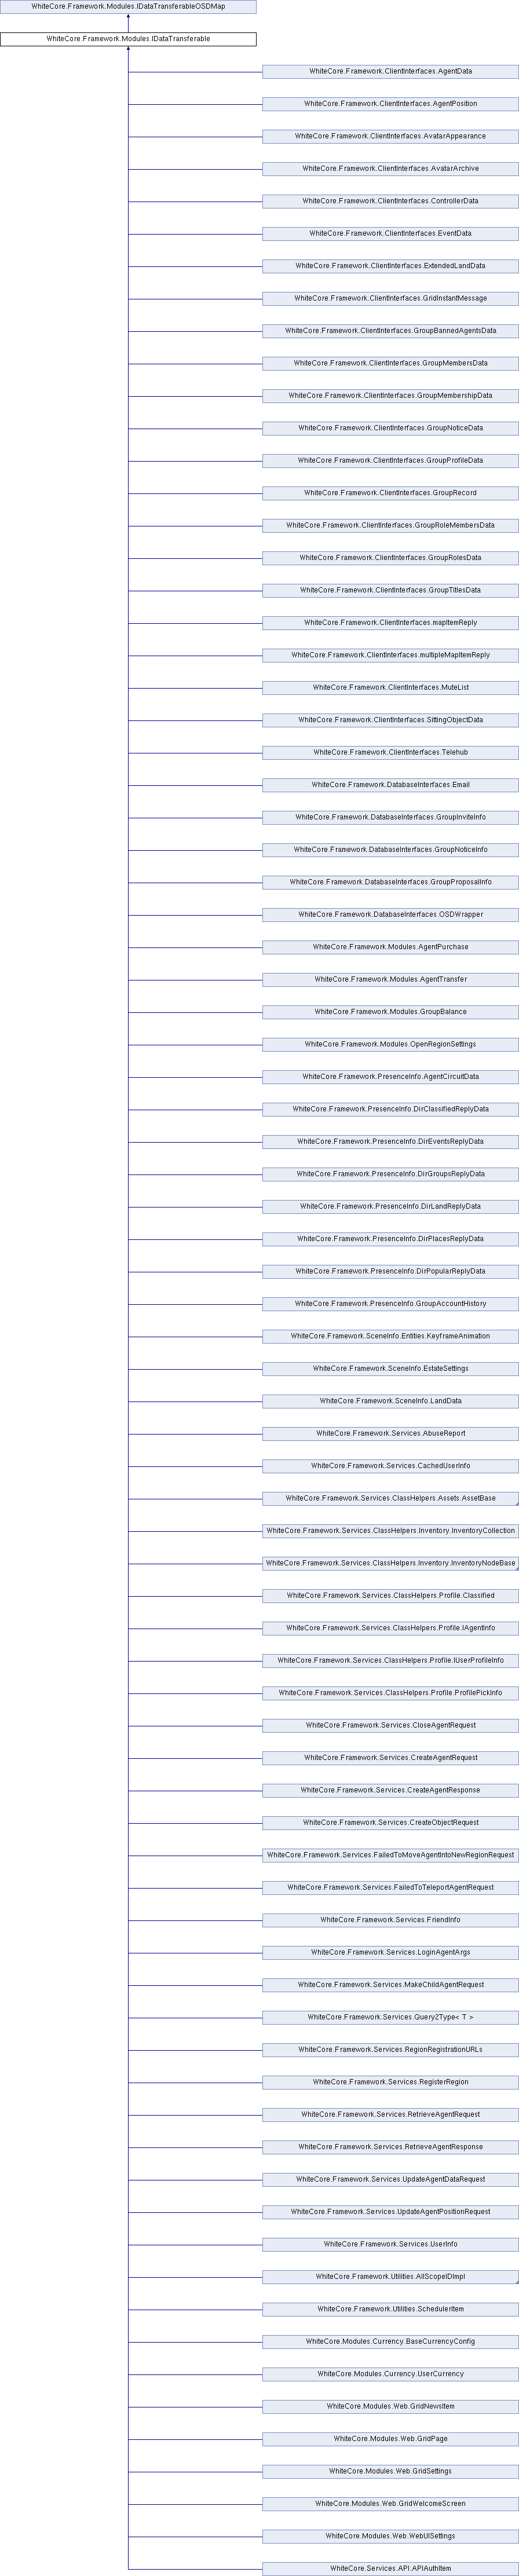 WhiteCore.Framework.Modules.IDataTransferableOSDMap
WhiteCore.Framework.Modules.IDataTransferable
WhiteCore.Framework.ClientInterfaces.AgentData
WhiteCore.Framework.ClientInterfaces.AgentPosition
WhiteCore.Framework.ClientInterfaces.AvatarAppearance
WhiteCore.Framework.ClientInterfaces.AvatarArchive
WhiteCore.Framework.ClientInterfaces.ControllerData
WhiteCore.Framework.ClientInterfaces.EventData
WhiteCore.Framework.ClientInterfaces.ExtendedLandData
WhiteCore.Framework.ClientInterfaces.GridInstantMessage
WhiteCore.Framework.ClientInterfaces.GroupBannedAgentsData
WhiteCore.Framework.ClientInterfaces.GroupMembersData
WhiteCore.Framework.ClientInterfaces.GroupMembershipData
WhiteCore.Framework.ClientInterfaces.GroupNoticeData
WhiteCore.Framework.ClientInterfaces.GroupProfileData
WhiteCore.Framework.ClientInterfaces.GroupRecord
WhiteCore.Framework.ClientInterfaces.GroupRoleMembersData
WhiteCore.Framework.ClientInterfaces.GroupRolesData
WhiteCore.Framework.ClientInterfaces.GroupTitlesData
WhiteCore.Framework.ClientInterfaces.mapItemReply
WhiteCore.Framework.ClientInterfaces.multipleMapItemReply
WhiteCore.Framework.ClientInterfaces.MuteList
WhiteCore.Framework.ClientInterfaces.SittingObjectData
WhiteCore.Framework.ClientInterfaces.Telehub
WhiteCore.Framework.DatabaseInterfaces.Email
WhiteCore.Framework.DatabaseInterfaces.GroupInviteInfo
WhiteCore.Framework.DatabaseInterfaces.GroupNoticeInfo
WhiteCore.Framework.DatabaseInterfaces.GroupProposalInfo
WhiteCore.Framework.DatabaseInterfaces.OSDWrapper
WhiteCore.Framework.Modules.AgentPurchase
WhiteCore.Framework.Modules.AgentTransfer
WhiteCore.Framework.Modules.GroupBalance
WhiteCore.Framework.Modules.OpenRegionSettings
WhiteCore.Framework.PresenceInfo.AgentCircuitData
WhiteCore.Framework.PresenceInfo.DirClassifiedReplyData
WhiteCore.Framework.PresenceInfo.DirEventsReplyData
WhiteCore.Framework.PresenceInfo.DirGroupsReplyData
WhiteCore.Framework.PresenceInfo.DirLandReplyData
WhiteCore.Framework.PresenceInfo.DirPlacesReplyData
WhiteCore.Framework.PresenceInfo.DirPopularReplyData
WhiteCore.Framework.PresenceInfo.GroupAccountHistory
WhiteCore.Framework.SceneInfo.Entities.KeyframeAnimation
WhiteCore.Framework.SceneInfo.EstateSettings
WhiteCore.Framework.SceneInfo.LandData
WhiteCore.Framework.Services.AbuseReport
WhiteCore.Framework.Services.CachedUserInfo
WhiteCore.Framework.Services.ClassHelpers.Assets.AssetBase
WhiteCore.Framework.Services.ClassHelpers.Inventory.InventoryCollection
WhiteCore.Framework.Services.ClassHelpers.Inventory.InventoryNodeBase
WhiteCore.Framework.Services.ClassHelpers.Profile.Classified
WhiteCore.Framework.Services.ClassHelpers.Profile.IAgentInfo
WhiteCore.Framework.Services.ClassHelpers.Profile.IUserProfileInfo
WhiteCore.Framework.Services.ClassHelpers.Profile.ProfilePickInfo
WhiteCore.Framework.Services.CloseAgentRequest
WhiteCore.Framework.Services.CreateAgentRequest
WhiteCore.Framework.Services.CreateAgentResponse
WhiteCore.Framework.Services.CreateObjectRequest
WhiteCore.Framework.Services.FailedToMoveAgentIntoNewRegionRequest
WhiteCore.Framework.Services.FailedToTeleportAgentRequest
WhiteCore.Framework.Services.FriendInfo
WhiteCore.Framework.Services.LoginAgentArgs
WhiteCore.Framework.Services.MakeChildAgentRequest
WhiteCore.Framework.Services.Query2Type< T >
WhiteCore.Framework.Services.RegionRegistrationURLs
WhiteCore.Framework.Services.RegisterRegion
WhiteCore.Framework.Services.RetrieveAgentRequest
WhiteCore.Framework.Services.RetrieveAgentResponse
WhiteCore.Framework.Services.UpdateAgentDataRequest
WhiteCore.Framework.Services.UpdateAgentPositionRequest
WhiteCore.Framework.Services.UserInfo
WhiteCore.Framework.Utilities.AllScopeIDImpl
WhiteCore.Framework.Utilities.SchedulerItem
WhiteCore.Modules.Currency.BaseCurrencyConfig
WhiteCore.Modules.Currency.UserCurrency
WhiteCore.Modules.Web.GridNewsItem
WhiteCore.Modules.Web.GridPage
WhiteCore.Modules.Web.GridSettings
WhiteCore.Modules.Web.GridWelcomeScreen
WhiteCore.Modules.Web.WebUISettings
WhiteCore.Services.API.APIAuthItem